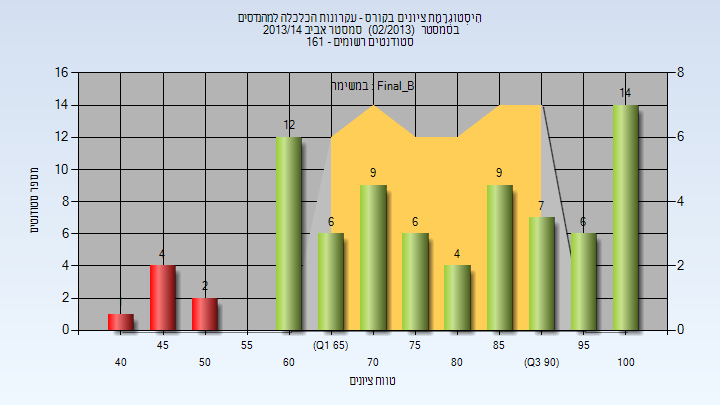 הִיסְטוֹגְרָמַת ציונים בקורס - עקרונות הכלכלה למהנדסים
בסמסטר (02/2013) סמסטר אביב 2013/14
סטודנטים רשומים - 161
במשימה : Final_B
מספר סטודנטים
16 14 12 10 8 6 4 2 0
8 6 4 2 0
4 2 12 6 9 6 4 9 7 6 14
45 55 (Q1 65) 75 85 95
40 50 60 70 80 (Q3 90) 100
טווח ציונים